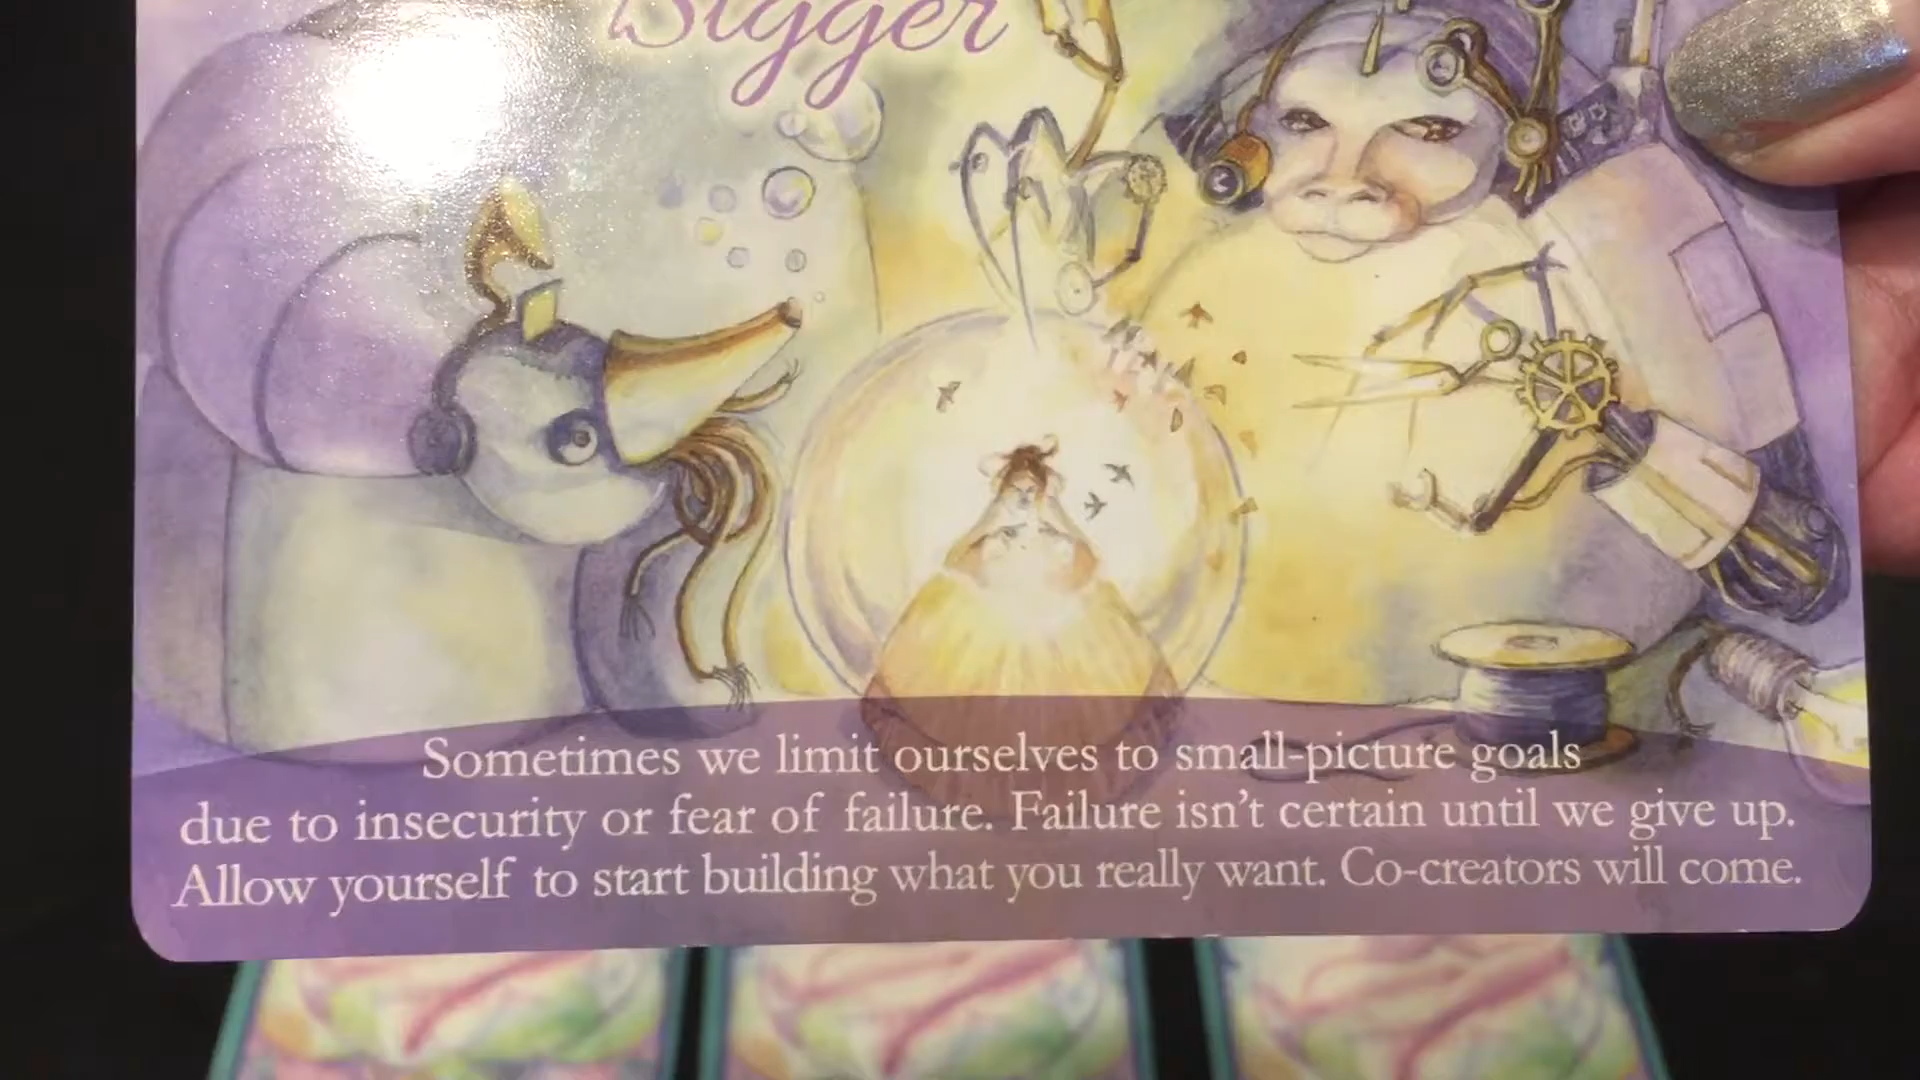 Bigger
Sometimes we limit ourselves to small-picture goals
due to insecurity or fear of failure. Failure isn't certain until we give up.
Allow yourself to start building what you really want. Co-creators will come.